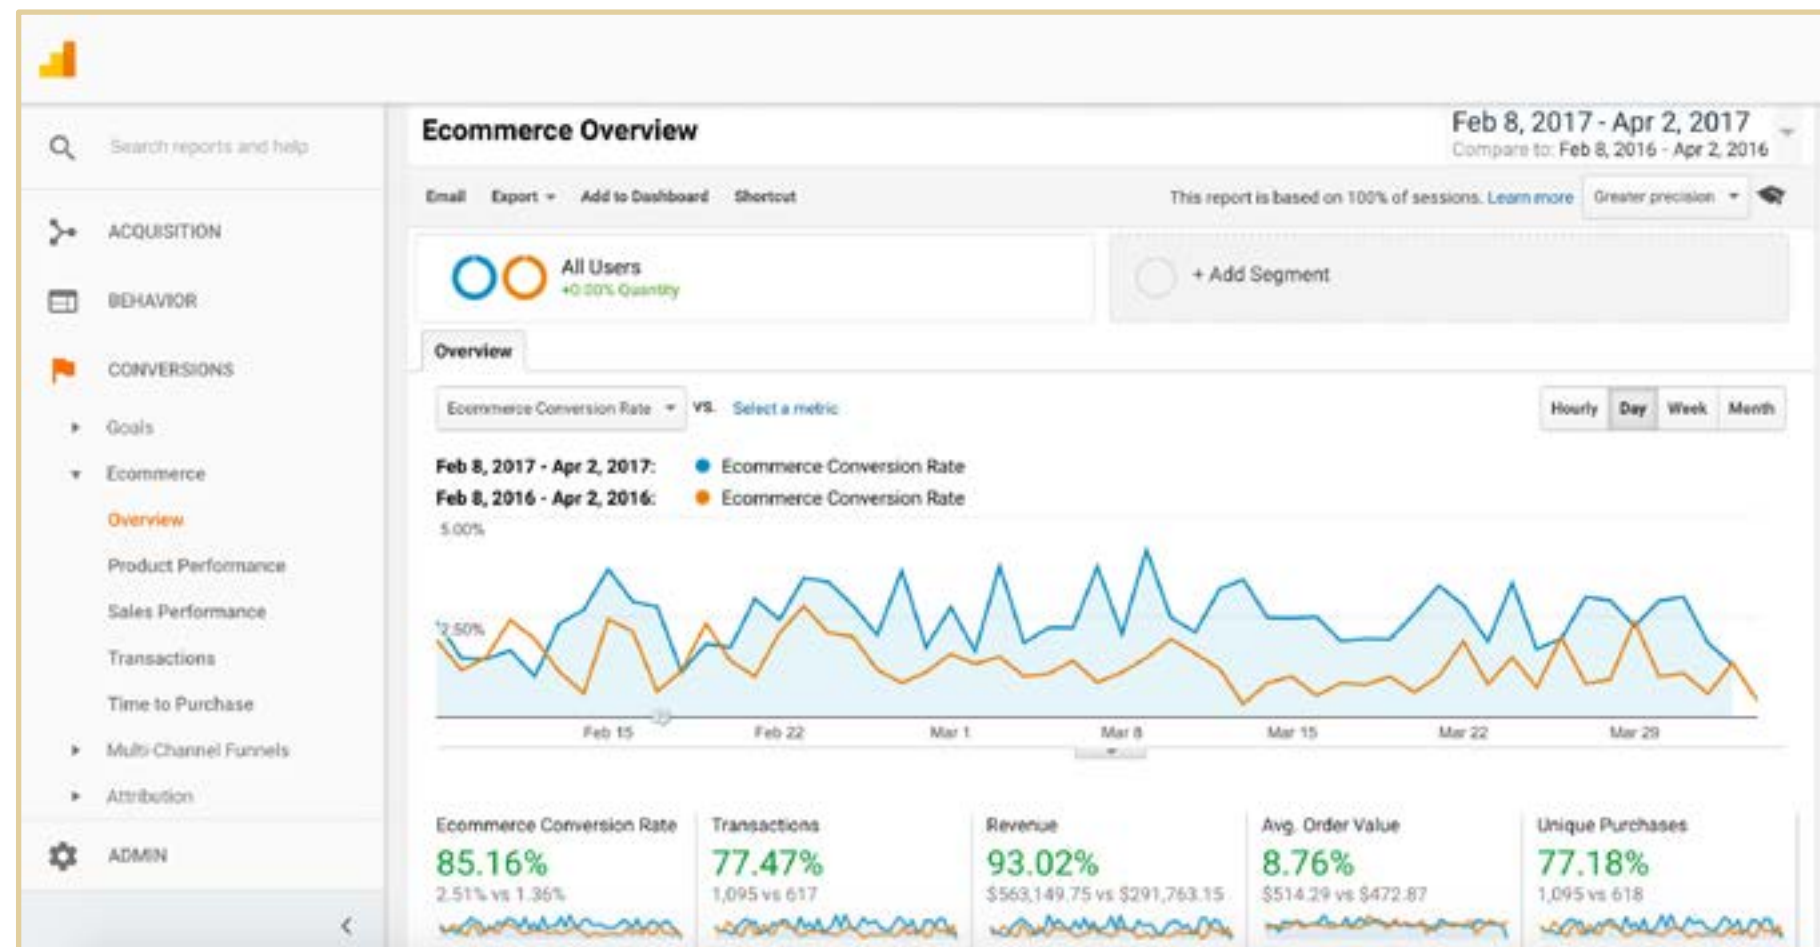 Search reports and help
ACQUISITION
BEHAVIOR
CONVERSIONS
Goals
Ecommerce
Overview
Product Performance
Sales Performance
Transactions
Time to Purchase
Multi-Channel Funnels
Attribution
ADMIN
Ecommerce Overview
Feb 8, 2017 - Apr 2, 2017
Compare to: Feb 8, 2016 - Apr 2, 2016
Email Export Add to Dashboard Shortcut
This report is based on 100% of sessions. Learn more Greater precision
All Users
+0.00% Quantity
+ Add Segment
Overview
Ecommerce Conversion Rate VS. Select a metric
Hourly Day Week Month
Feb 8, 2017 - Apr 2, 2017: Ecommerce Conversion Rate
Feb 8, 2016 - Apr 2, 2016: Ecommerce Conversion Rate
5.00%
2.50%
Feb 15 Feb 22 Mar 1 Mar 8 Mar 15 Mar 22 Mar 29
Ecommerce Conversion Rate
85.16%
2.51% vs 1.36%
Transactions
77.47%
1,095 vs 617
Revenue
93.02%
$563,149.75 vs $291,763.15
Avg. Order Value
8.76%
$514.29 vs $472.87
Unique Purchases
77.18%
1,095 vs 618